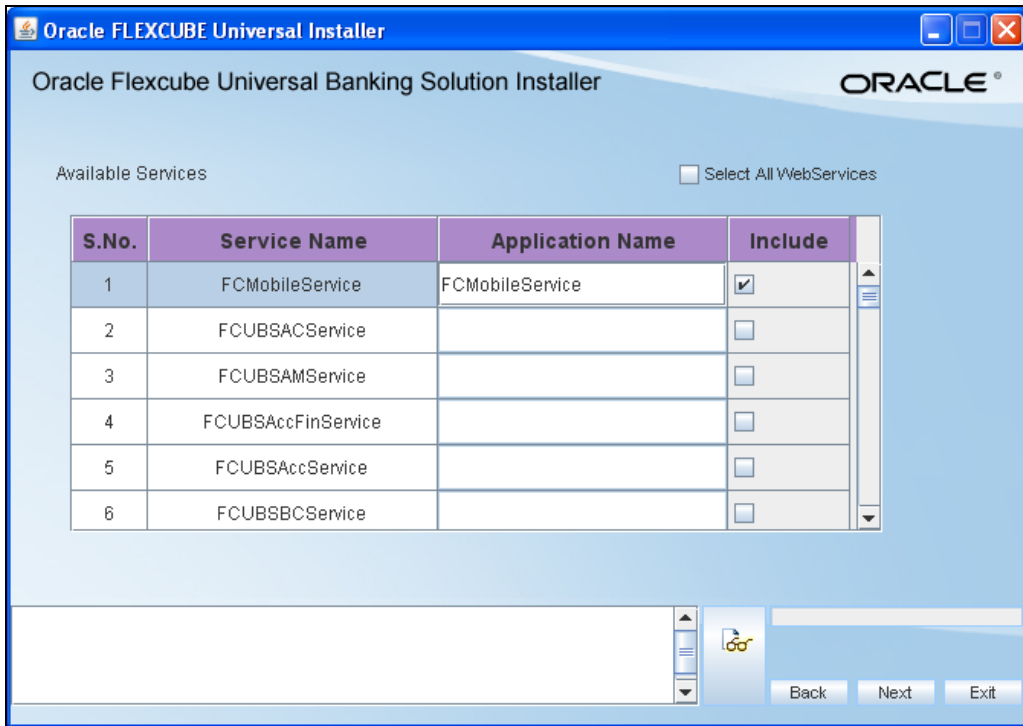 Oracle FLEXCUBE Universal Installer
Oracle Flexcube Universal Banking Solution Installer
ORACLE®
Available Services
Select All WebServices
S.No. Service Name Application Name Include
1 FCMobileService FCMobileService
2 FCUBSACService
3 FCUBSAMService
4 FCUBSAccFinService
5 FCUBSAccService
6 FCUBSBCService
Back Next Exit